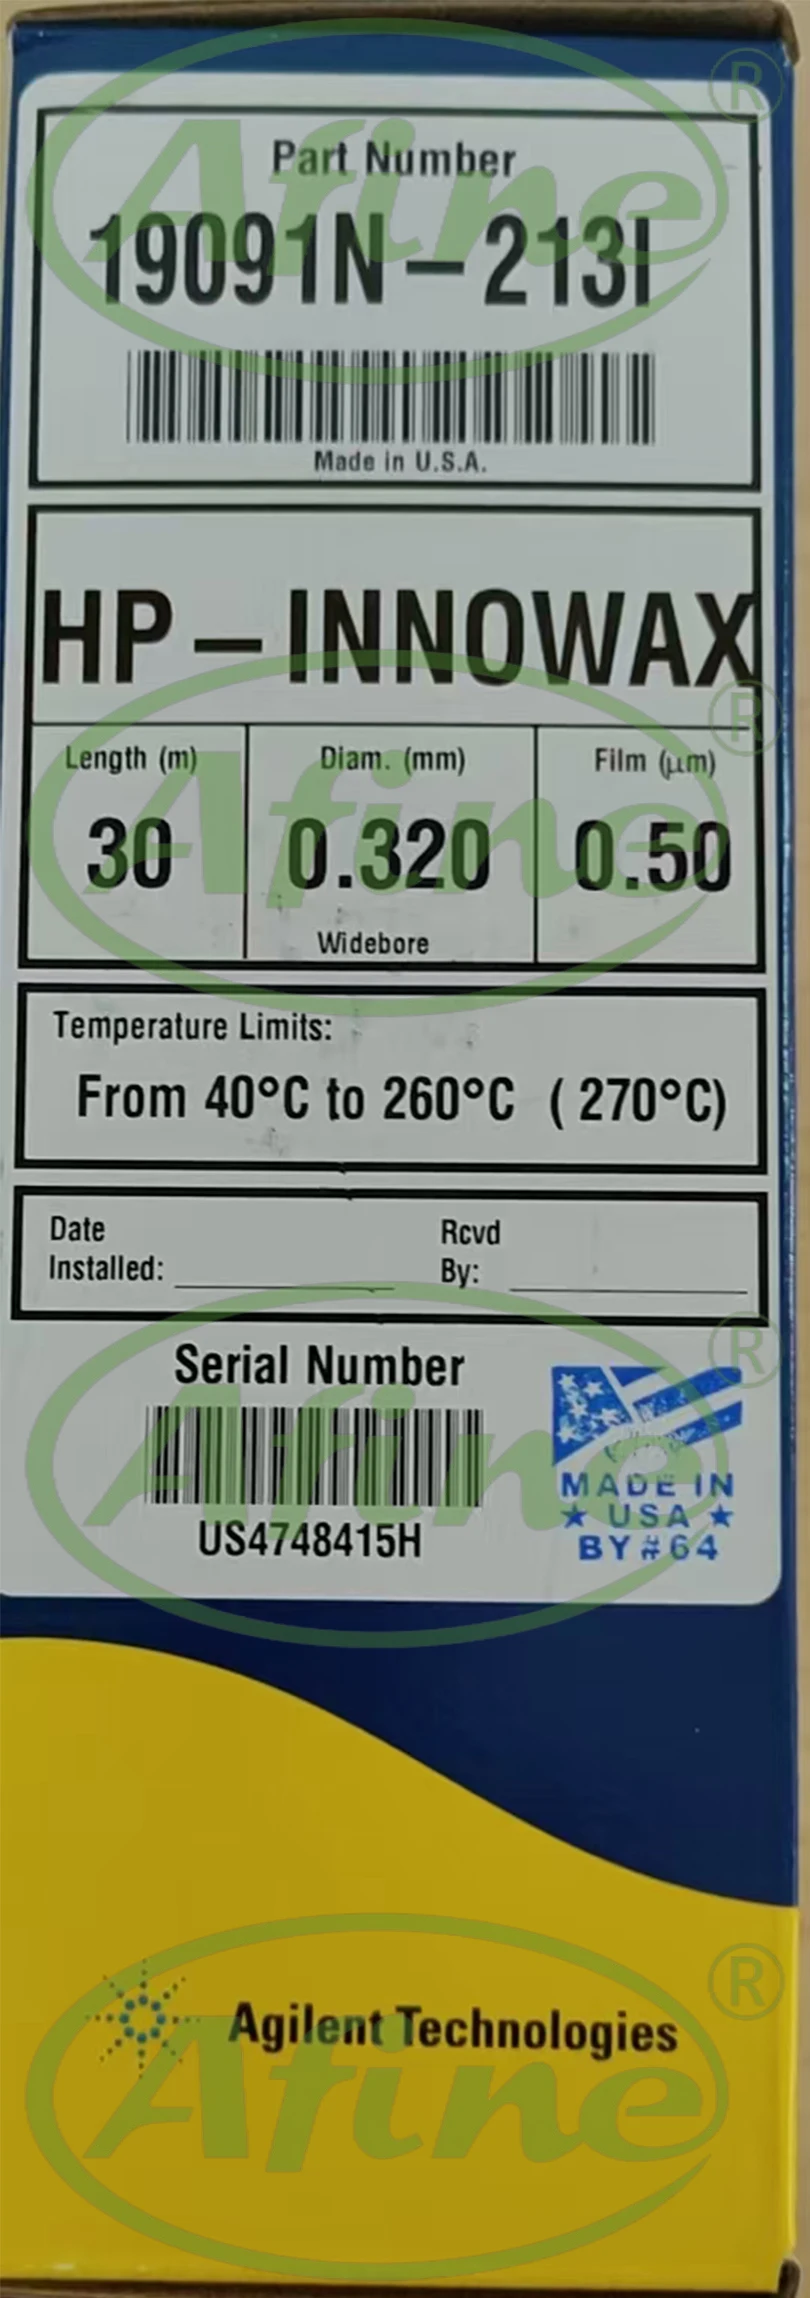 Part Number
19091N-213I
Made in U.S.A.
HP-INNOWAX
Length (m) Diam. (mm) Film (µm)
30 0.320 0.50
Widebore
Temperature Limits:
From 40°C to 260°C (270°C)
Date Rcvd
Installed: By:
Serial Number
US4748415H
MADE IN
★ USA ★
BY#64
Agilent Technologies
Afine ®
Afine ®
Afine ®
Afine ®